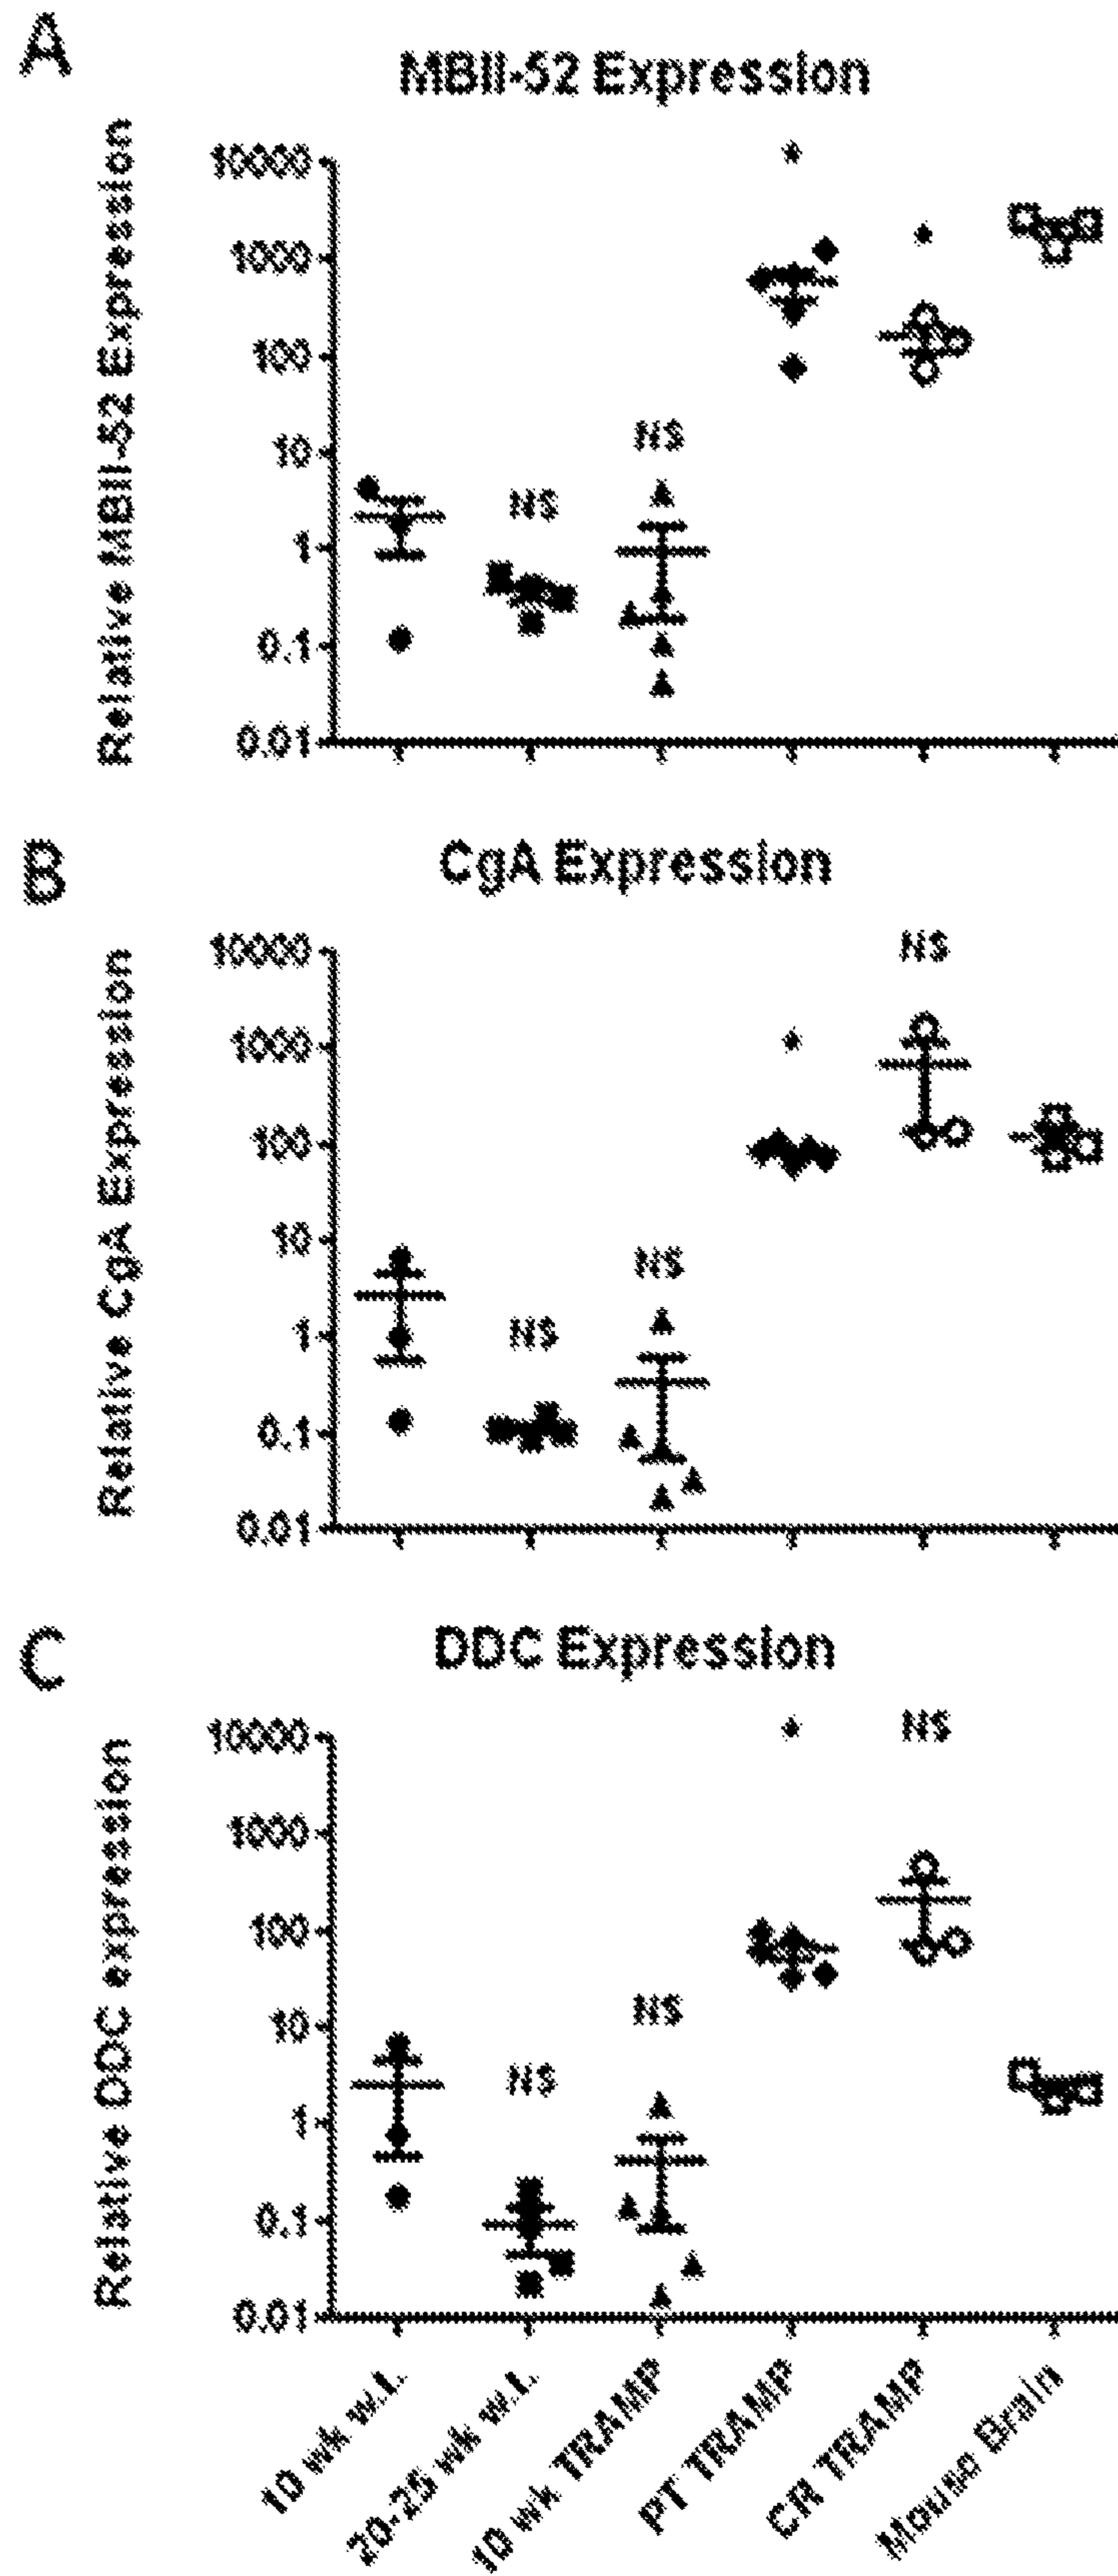 A
MBII-52 Expression
Relative MBII-52 Expression
10000
1000
100
10
1
0.1
0.01
NS
NS
*
*
B
CgA Expression
Relative CgA Expression
10000
1000
100
10
1
0.1
0.01
NS
NS
*
NS
C
DDC Expression
Relative DDC expression
10000
1000
100
10
1
0.1
0.01
NS
NS
*
NS
10 wk w.t.
20-25 wk w.t.
10 wk TRAMP
PT TRAMP
CR TRAMP
Mouse Brain